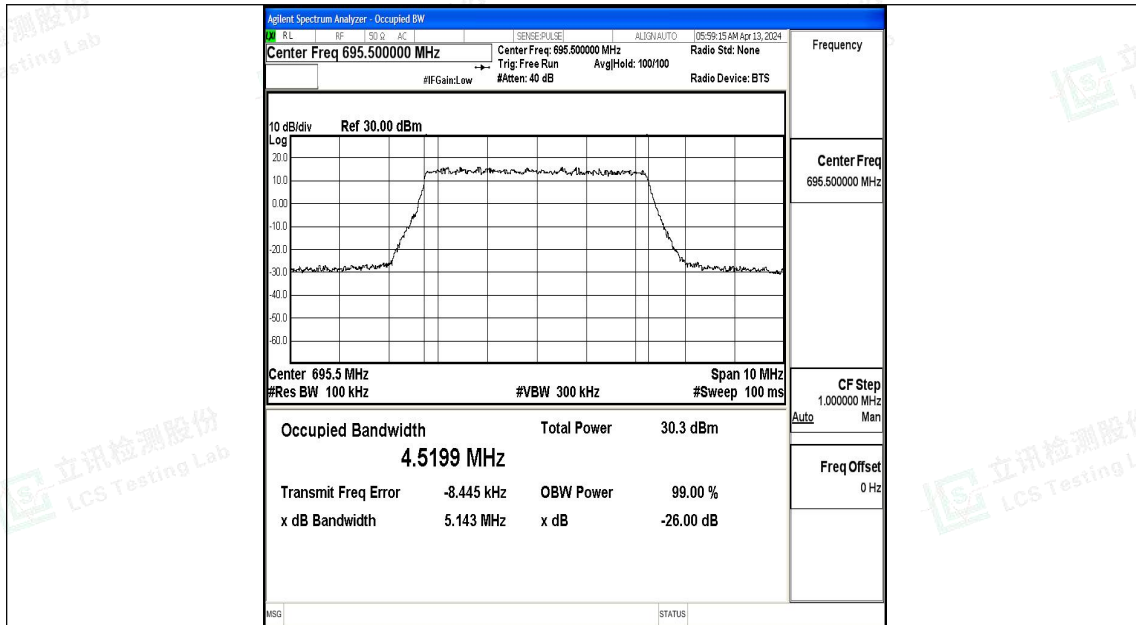 Agilent Spectrum Analyzer - Occupied BW
RL RF 50 Ω AC SENSE:PULSE ALIGNAUTO 05:59:15 AM Apr 13, 2024
Center Freq 695.500000 MHz
Center Freq: 695.500000 MHz
Radio Std: None
Trig: Free Run Avg|Hold: 100/100
#IFGain:Low
#Atten: 40 dB
Radio Device: BTS
10 dB/div Ref 30.00 dBm
Log
20.0
10.0
0.00
-10.0
-20.0
-30.0
-40.0
-50.0
-60.0
Center 695.5 MHz
Span 10 MHz
#Res BW 100 kHz
#VBW 300 kHz
#Sweep 100 ms
Occupied Bandwidth
4.5199 MHz
Total Power 30.3 dBm
Transmit Freq Error -8.445 kHz
OBW Power 99.00 %
x dB Bandwidth 5.143 MHz
x dB -26.00 dB
MSG
STATUS
Frequency
Center Freq
695.500000 MHz
CF Step
1.000000 MHz
Auto Man
Freq Offset
0 Hz
立讯检测股份
LCS Testing Lab
立讯检测股份
LCS Testing L